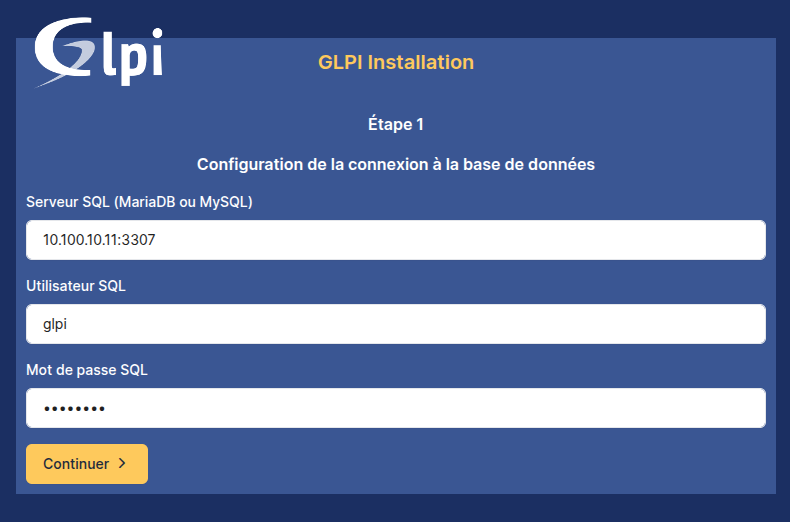 Glpi
GLPI Installation
Étape 1
Configuration de la connexion à la base de données
Serveur SQL (MariaDB ou MySQL)
10.100.10.11:3307
Utilisateur SQL
glpi
Mot de passe SQL
••••••••
Continuer